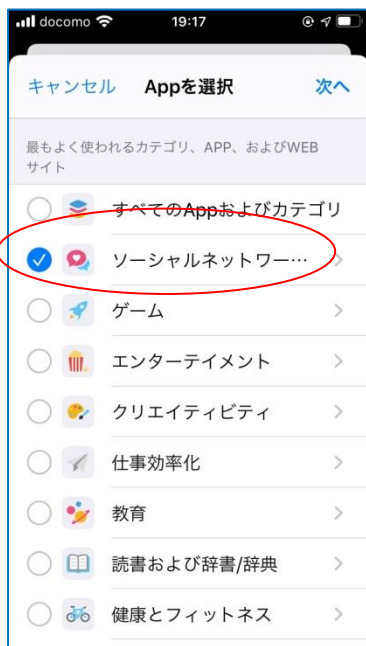 docomo 19:17
キャンセル Appを選択 次へ
最もよく使われるカテゴリ、APP、およびWEB
サイト
すべてのAppおよびカテゴリ
ソーシャルネットワー…
ゲーム
エンターテイメント
クリエイティビティ
仕事効率化
教育
読書および辞書/辞典
健康とフィットネス